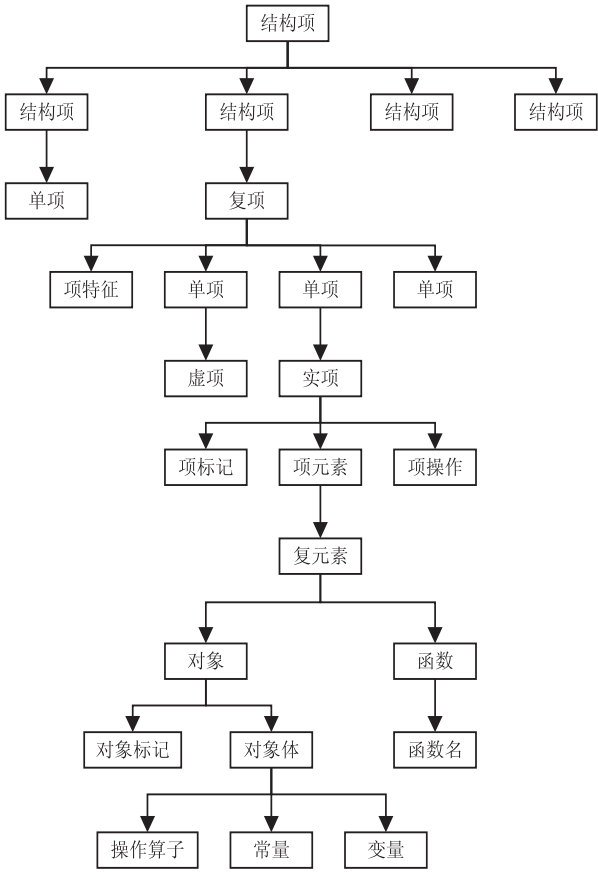 结构项
结构项
结构项
结构项
结构项
单项
复项
项特征
单项
单项
单项
虚项
实项
项标记
项元素
项操作
复元素
对象
函数
对象标记
对象体
函数名
操作算子
常量
变量